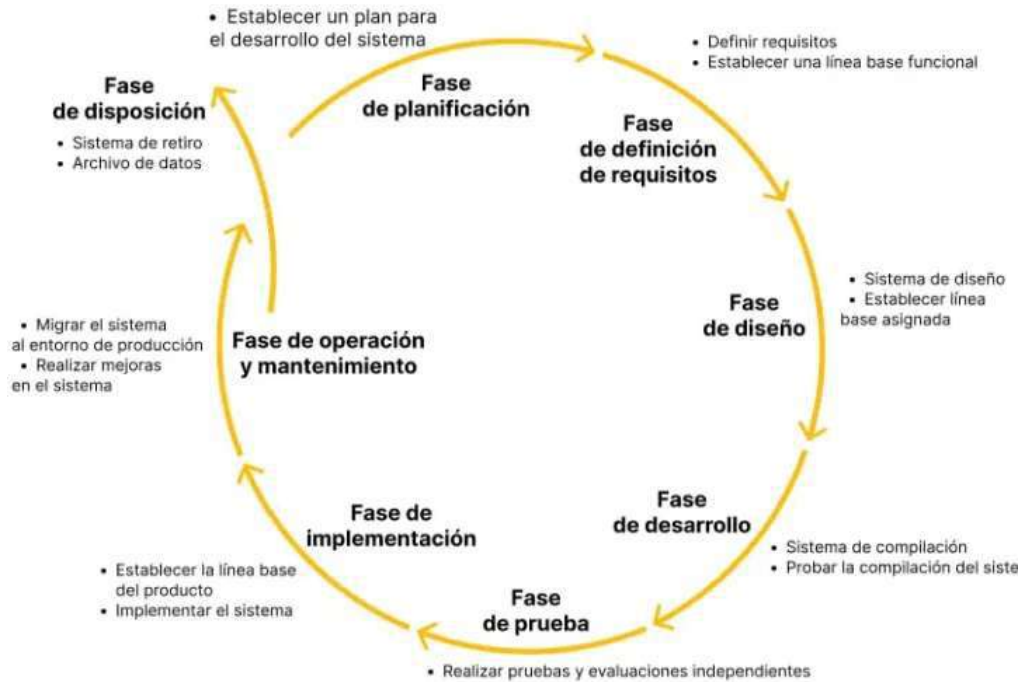 • Establecer un plan para
el desarrollo del sistema
Fase
de planificación
• Definir requisitos
• Establecer una línea base funcional
Fase
de definición
de requisitos
• Sistema de diseño
• Establecer línea
base asignada
Fase
de diseño
Fase
de desarrollo
• Sistema de compilación
• Probar la compilación del siste
Fase
de prueba
• Realizar pruebas y evaluaciones independientes
Fase de
implementación
• Establecer la línea base
del producto
• Implementar el sistema
Fase de operación
y mantenimiento
• Migrar el sistema
al entorno de producción
• Realizar mejoras
en el sistema
Fase
de disposición
• Sistema de retiro
• Archivo de datos